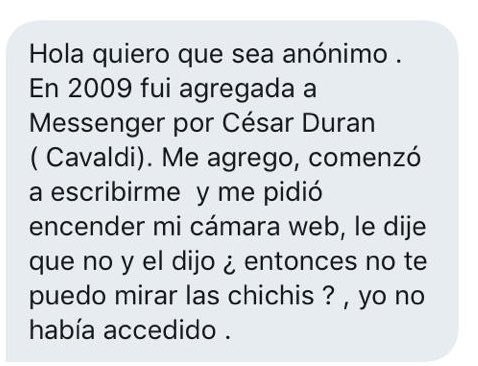 Hola quiero que sea anónimo .
En 2009 fui agregada a
Messenger por César Duran
( Cavaldi). Me agrego, comenzó
a escribirme y me pidió
encender mi cámara web, le dije
que no y el dijo ¿ entonces no te
puedo mirar las chichis ? , yo no
había accedido .